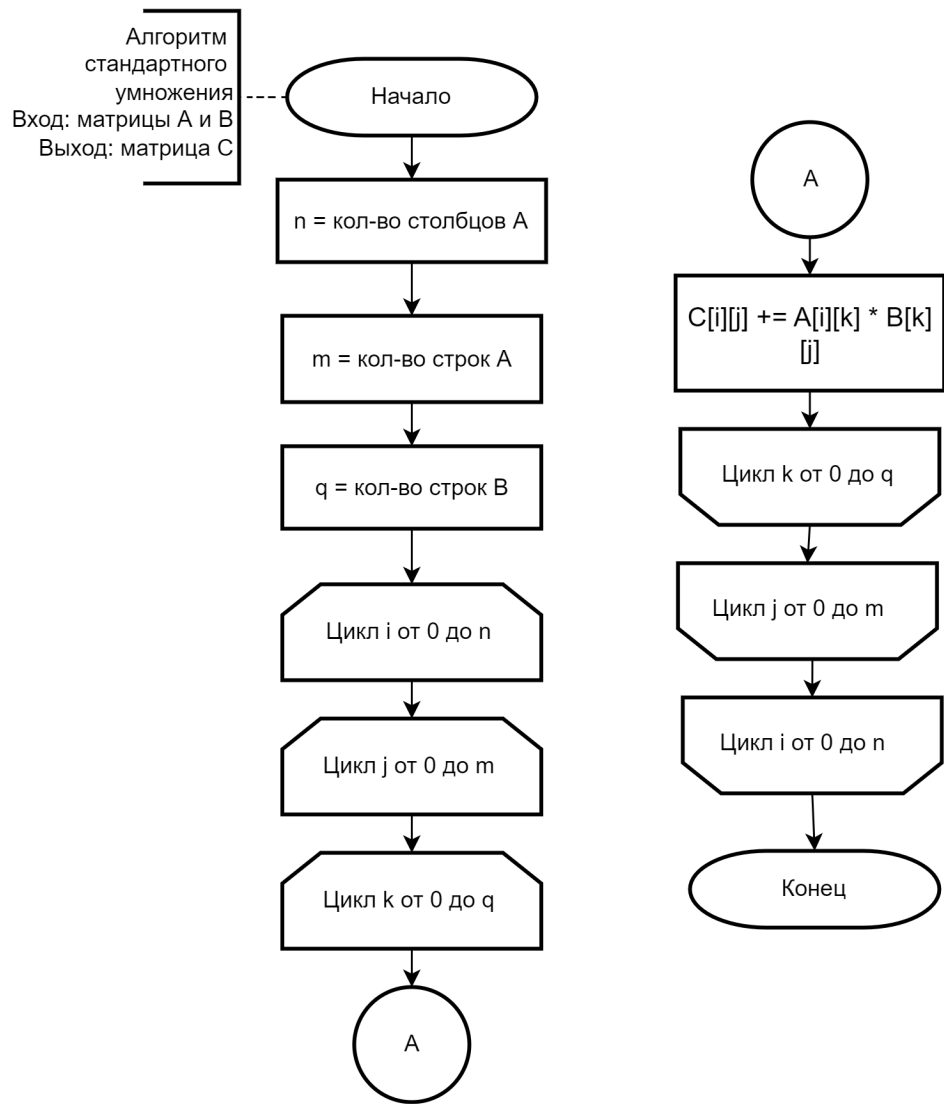 Алгоритм
стандартного
умножения
Вход: матрицы A и B
Выход: матрица C
Начало
n = кол-во столбцов A
m = кол-во строк A
q = кол-во строк B
Цикл i от 0 до n
Цикл j от 0 до m
Цикл k от 0 до q
A
A
C[i][j] += A[i][k] * B[k]
[j]
Цикл k от 0 до q
Цикл j от 0 до m
Цикл i от 0 до n
Конец